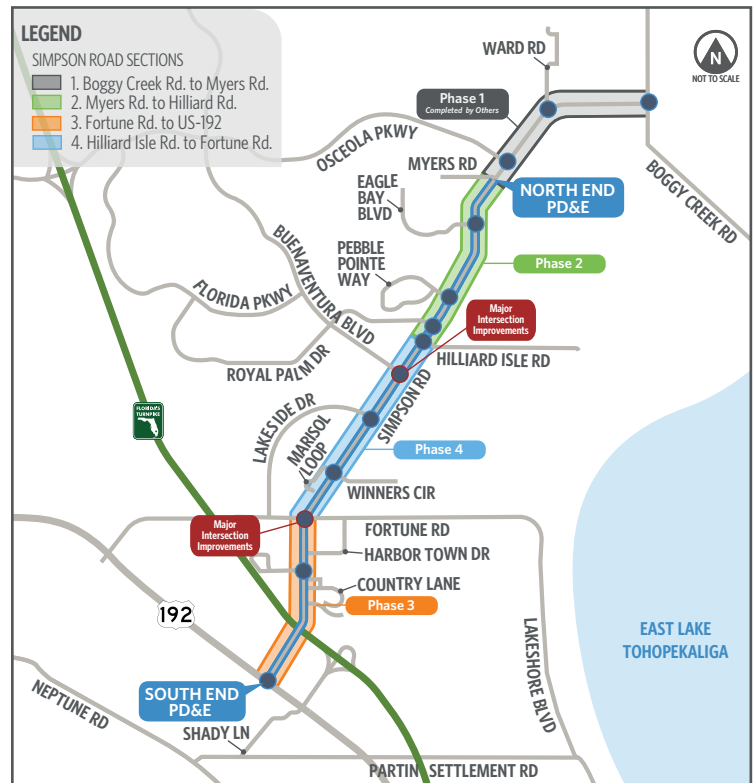 LEGEND
SIMPSON ROAD SECTIONS
1. Boggy Creek Rd. to Myers Rd.
2. Myers Rd. to Hilliard Rd.
3. Fortune Rd. to US-192
4. Hilliard Isle Rd. to Fortune Rd.
N
NOT TO SCALE
WARD RD
Phase 1
Completed by Others
OSCEOLA PKWY
MYERS RD
BOGGY CREEK RD
NORTH END
PD&E
EAGLE
BAY
BLVD
BUENAVENTURA BLVD
PEBBLE
POINTE
WAY
Phase 2
FLORIDA PKWY
Major
Intersection
Improvements
HILLIARD ISLE RD
ROYAL PALM DR
SIMPSON RD
LAKES IDE DR
MARISOL
LOOP
Phase 4
FLORIDA'S
TURNPIKE
WINNERS CIR
Major
Intersection
Improvements
FORTUNE RD
HARBOR TOWN DR
COUNTRY LANE
Phase 3
192
LAKESHORE BLVD
EAST LAKE
TOHOPEKALIGA
SOUTH END
PD&E
NEPTUNE RD
SHADY LN
PARTIN SETTLEMENT RD